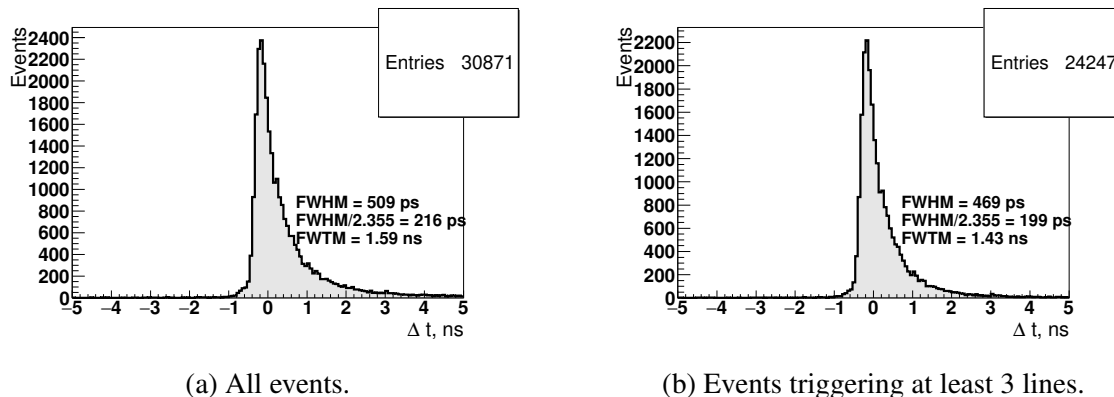 Events
2400
2200
2000
1800
1600
1400
1200
1000
800
600
400
200
0
Entries 30871
FWHM = 509 ps
FWHM/2.355 = 216 ps
FWTM = 1.59 ns
−5 −4 −3 −2 −1 0 1 2 3 4 5
Δ t, ns
(a) All events.
Events
2200
2000
1800
1600
1400
1200
1000
800
600
400
200
0
Entries 24247
FWHM = 469 ps
FWHM/2.355 = 199 ps
FWTM = 1.43 ns
−5 −4 −3 −2 −1 0 1 2 3 4 5
Δ t, ns
(b) Events triggering at least 3 lines.